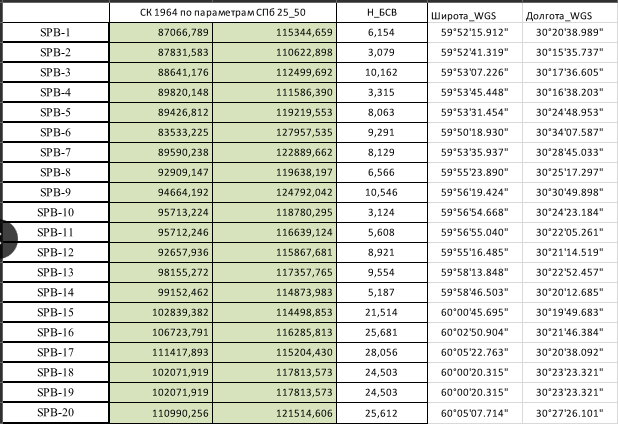 СК 1964 по параметрам СПб 25_50 Н_БСВ Широта_WGS Долгота_WGS
SPB-1 87066,789 115344,659 6,154 59°52'15.912" 30°20'38.989"
SPB-2 87831,583 110622,898 3,079 59°52'41.319" 30°15'35.737"
SPB-3 88641,176 112499,692 10,162 59°53'07.226" 30°17'36.605"
SPB-4 89820,148 111586,390 3,315 59°53'45.448" 30°16'38.203"
SPB-5 89426,812 119219,553 8,063 59°53'31.454" 30°24'48.953"
SPB-6 83533,225 127957,535 9,291 59°50'18.930" 30°34'07.587"
SPB-7 89590,238 122889,662 8,129 59°53'35.937" 30°28'45.033"
SPB-8 92909,147 119638,197 6,566 59°55'23.890" 30°25'17.297"
SPB-9 94664,192 124792,042 10,546 59°56'19.424" 30°30'49.898"
SPB-10 95713,224 118780,295 3,124 59°56'54.668" 30°24'23.184"
SPB-11 95712,246 116639,124 5,608 59°56'55.040" 30°22'05.261"
SPB-12 92657,936 115867,681 8,921 59°55'16.485" 30°21'14.519"
SPB-13 98155,272 117357,765 9,554 59°58'13.848" 30°22'52.457"
SPB-14 99152,462 114873,983 5,187 59°58'46.503" 30°20'12.685"
SPB-15 102839,382 114498,853 21,514 60°00'45.695" 30°19'49.683"
SPB-16 106723,791 116285,813 25,681 60°02'50.904" 30°21'46.384"
SPB-17 111417,893 115204,430 28,056 60°05'22.763" 30°20'38.092"
SPB-18 102071,919 117813,573 24,503 60°00'20.315" 30°23'23.321"
SPB-19 102071,919 117813,573 24,503 60°00'20.315" 30°23'23.321"
SPB-20 110990,256 121514,606 25,612 60°05'07.714" 30°27'26.101"